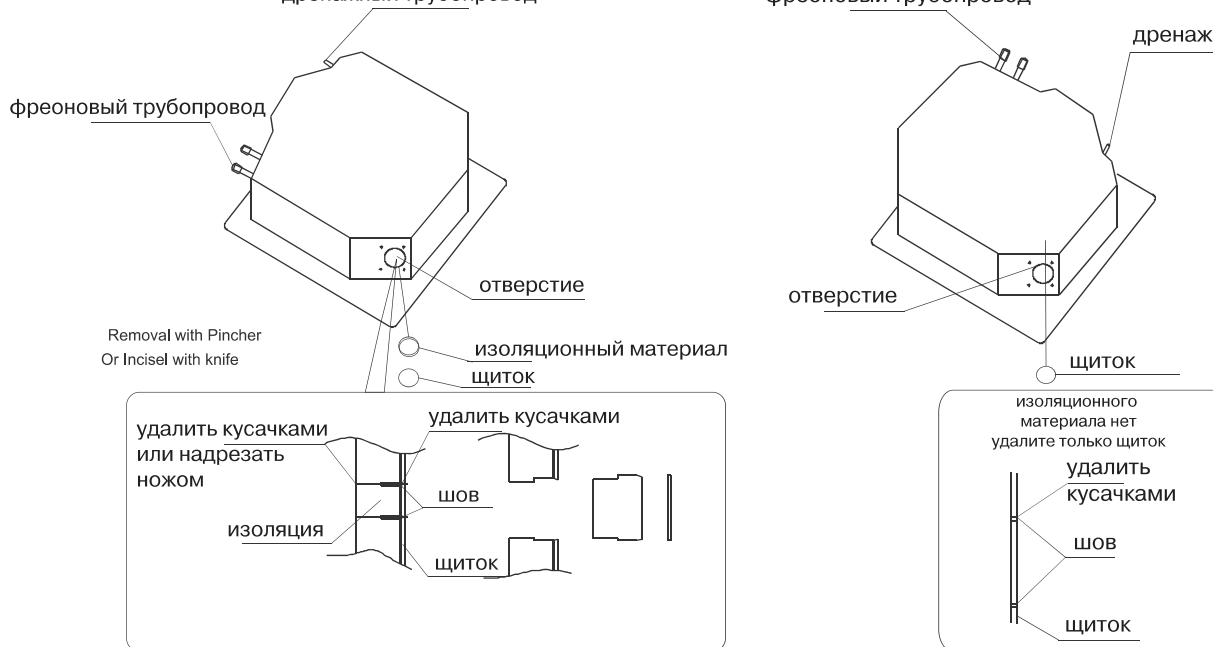 дренажный трубопровод
фреоновый трубопровод
отверстие
Removal with Pincher
Or Incisel with knife
изоляционный материал
щиток
удалить кусачками
или надрезать
ножом
удалить кусачками
шов
изоляция
щиток
фреоновый трубопровод
дренаж
отверстие
щиток
изоляционного
материала нет
удалите только щиток
удалить
кусачками
шов
щиток